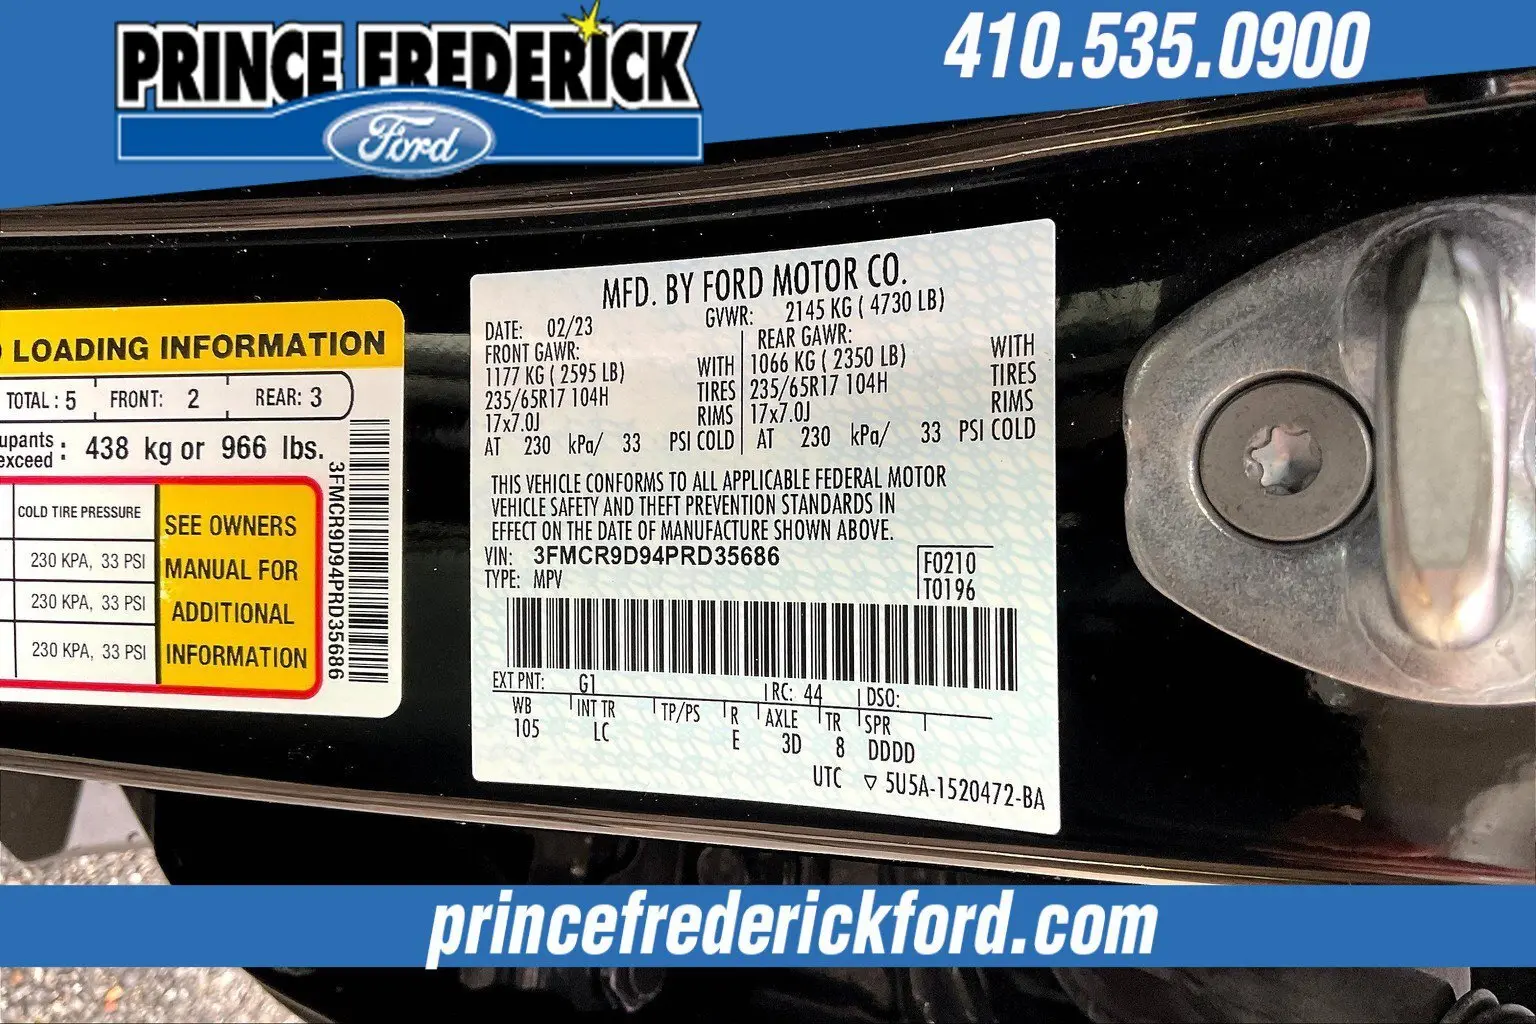 PRINCE FREDERICK
Ford
410.535.0900
LOADING INFORMATION
TOTAL: 5 FRONT: 2 REAR: 3
upants
exceed : 438 kg or 966 lbs.
COLD TIRE PRESSURE
230 KPA, 33 PSI
230 KPA, 33 PSI
230 KPA, 33 PSI
SEE OWNERS
MANUAL FOR
ADDITIONAL
INFORMATION
3FMCR9D94PRD35686
MFD. BY FORD MOTOR CO.
DATE: 02/23 GVWR: 2145 KG ( 4730 LB)
FRONT GAWR: REAR GAWR:
1177 KG ( 2595 LB) WITH 1066 KG ( 2350 LB) WITH
235/65R17 104H TIRES 235/65R17 104H TIRES
17x7.0J RIMS 17x7.0J RIMS
AT 230 kPa/ 33 PSI COLD AT 230 kPa/ 33 PSI COLD
THIS VEHICLE CONFORMS TO ALL APPLICABLE FEDERAL MOTOR
VEHICLE SAFETY AND THEFT PREVENTION STANDARDS IN
EFFECT ON THE DATE OF MANUFACTURE SHOWN ABOVE.
VIN: 3FMCR9D94PRD35686 F0210
TYPE: MPV T0196
EXT PNT: G1 RC: 44 DSO:
WB INT TR TP/PS R AXLE TR SPR
105 LC E 3D 8 DDDD
UTC ▽ 5U5A-1520472-BA
princefrederickford.com